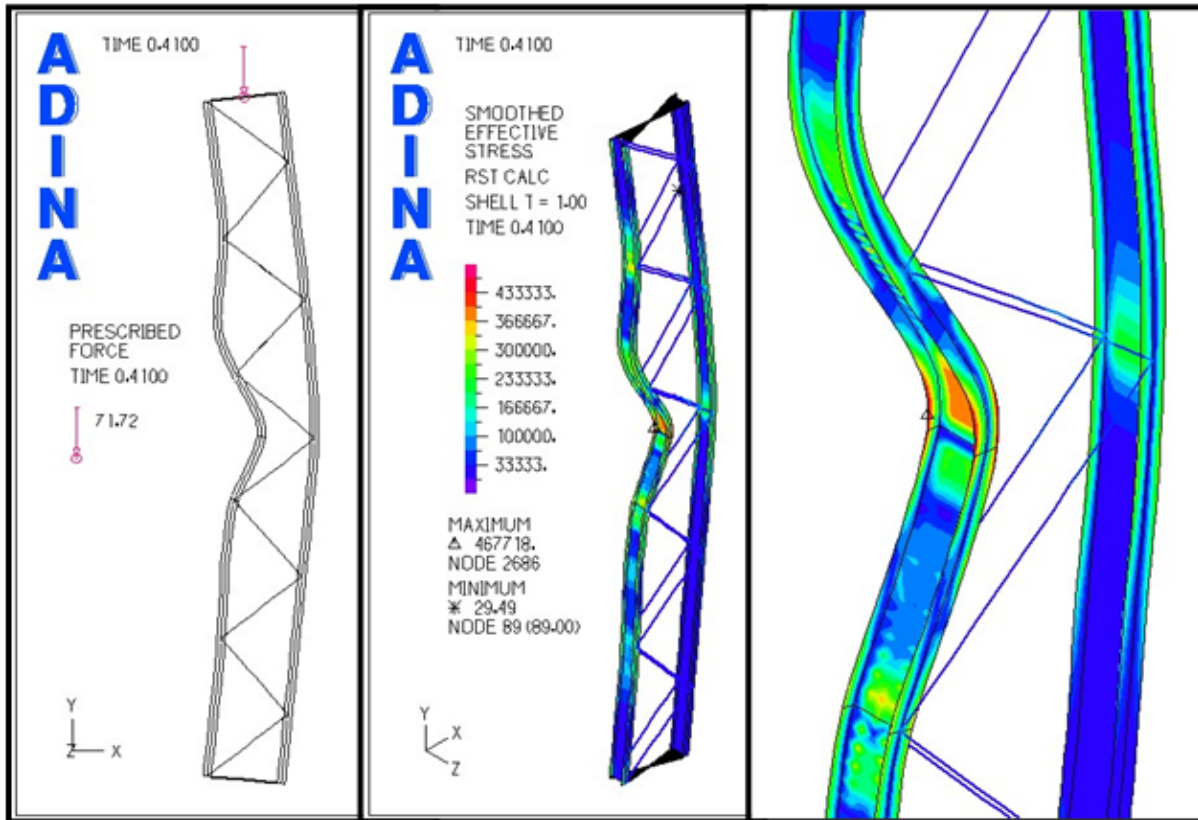 ADINA
TIME 0.4100
PRESCRIBED
FORCE
TIME 0.4100
71.72
Y
Z X
ADINA
TIME 0.4100
SMOOTHED
EFFECTIVE
STRESS
RST CALC
SHELL T = 1.00
TIME 0.4100
433333.
366667.
300000.
233333.
166667.
100000.
33333.
MAXIMUM
Δ 467718.
NODE 2686
MINIMUM
* 29.49
NODE 89 (89.00)
Y
X
Z